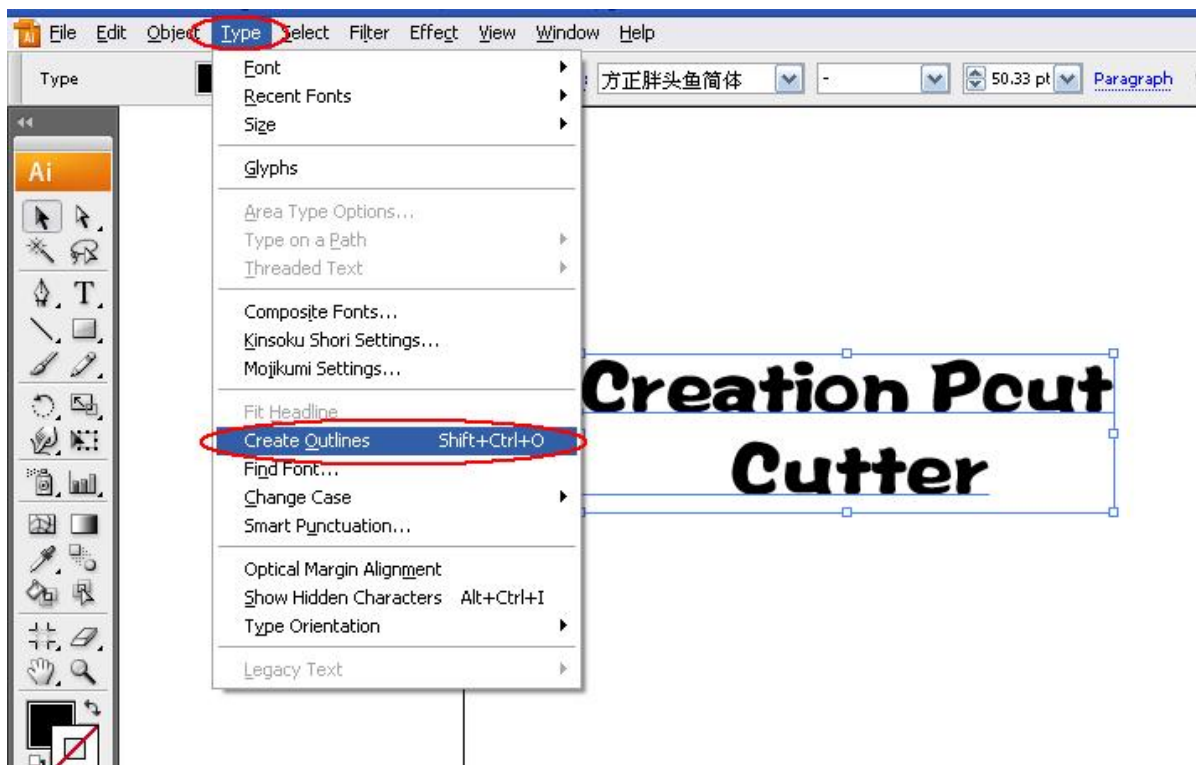 File Edit Object Type Select Filter Effect View Window Help
Type 方正胖头鱼简体 - 50.33 pt Paragraph
Font
Recent Fonts
Size
Glyphs
Ai
Area Type Options...
Type on a Path
Threaded Text
Composite Fonts...
Kinsoku Shori Settings...
Mojikumi Settings...
Fit Headline
Create Outlines Shift+Ctrl+O
Find Font...
Change Case
Smart Punctuation...
Optical Margin Alignment
Show Hidden Characters Alt+Ctrl+I
Type Orientation
Legacy Text
Creation Pcut
Cutter